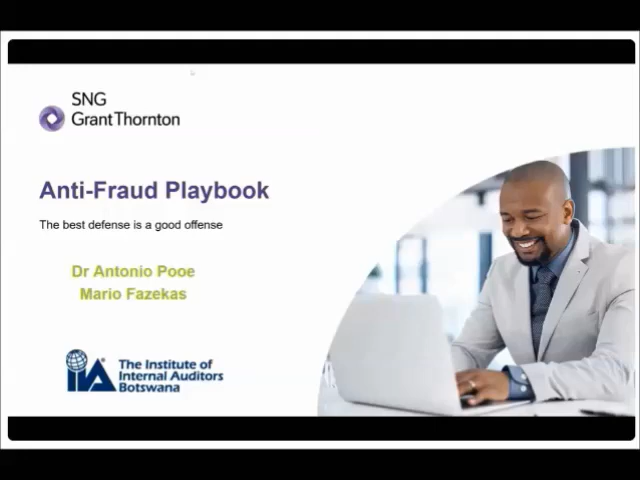 SNG
GrantThornton
Anti-Fraud Playbook
The best defense is a good offense
Dr Antonio Pooe
Mario Fazekas
IIA
The Institute of
Internal Auditors
Botswana